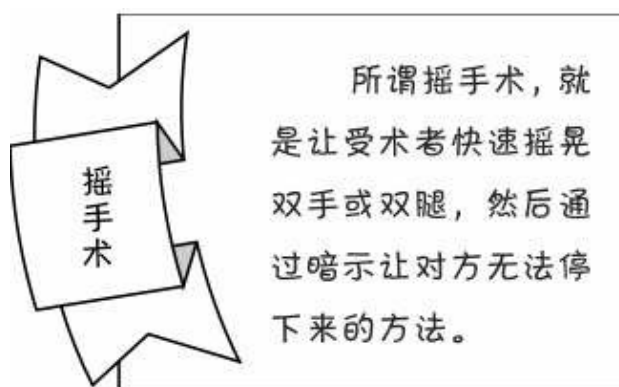 摇手术
所谓摇手术，就
是让受术者快速摇晃
双手或双腿，然后通
过暗示让对方无法停
下来的方法。